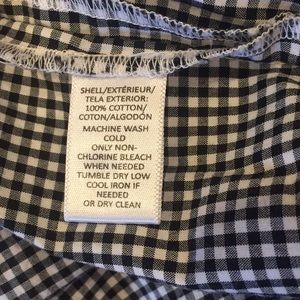 SHELL/EXTÉRIEUR/
TELA EXTERIOR:
100% COTTON/
COTON/ALGODÓN
MACHINE WASH
COLD
ONLY NON-
CHLORINE BLEACH
WHEN NEEDED
TUMBLE DRY LOW
COOL IRON IF
NEEDED
OR DRY CLEAN